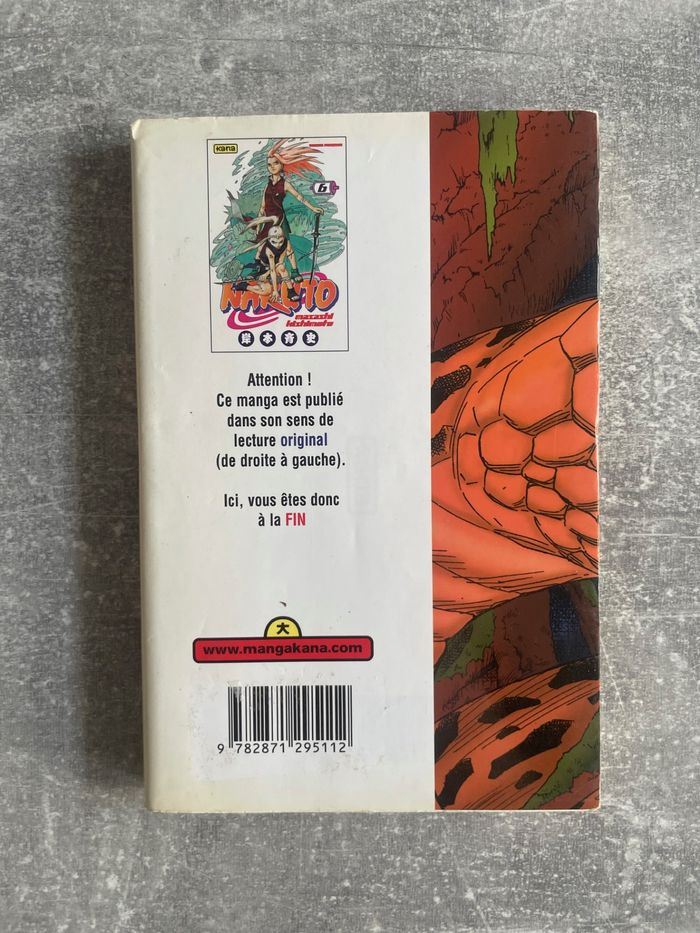 kana
6
NARUTO
masashi
kishimoto
岸本斉史
Attention !
Ce manga est publié
dans son sens de
lecture original
(de droite à gauche).
Ici, vous êtes donc
à la FIN
大
www.mangakana.com
9 782871 295112